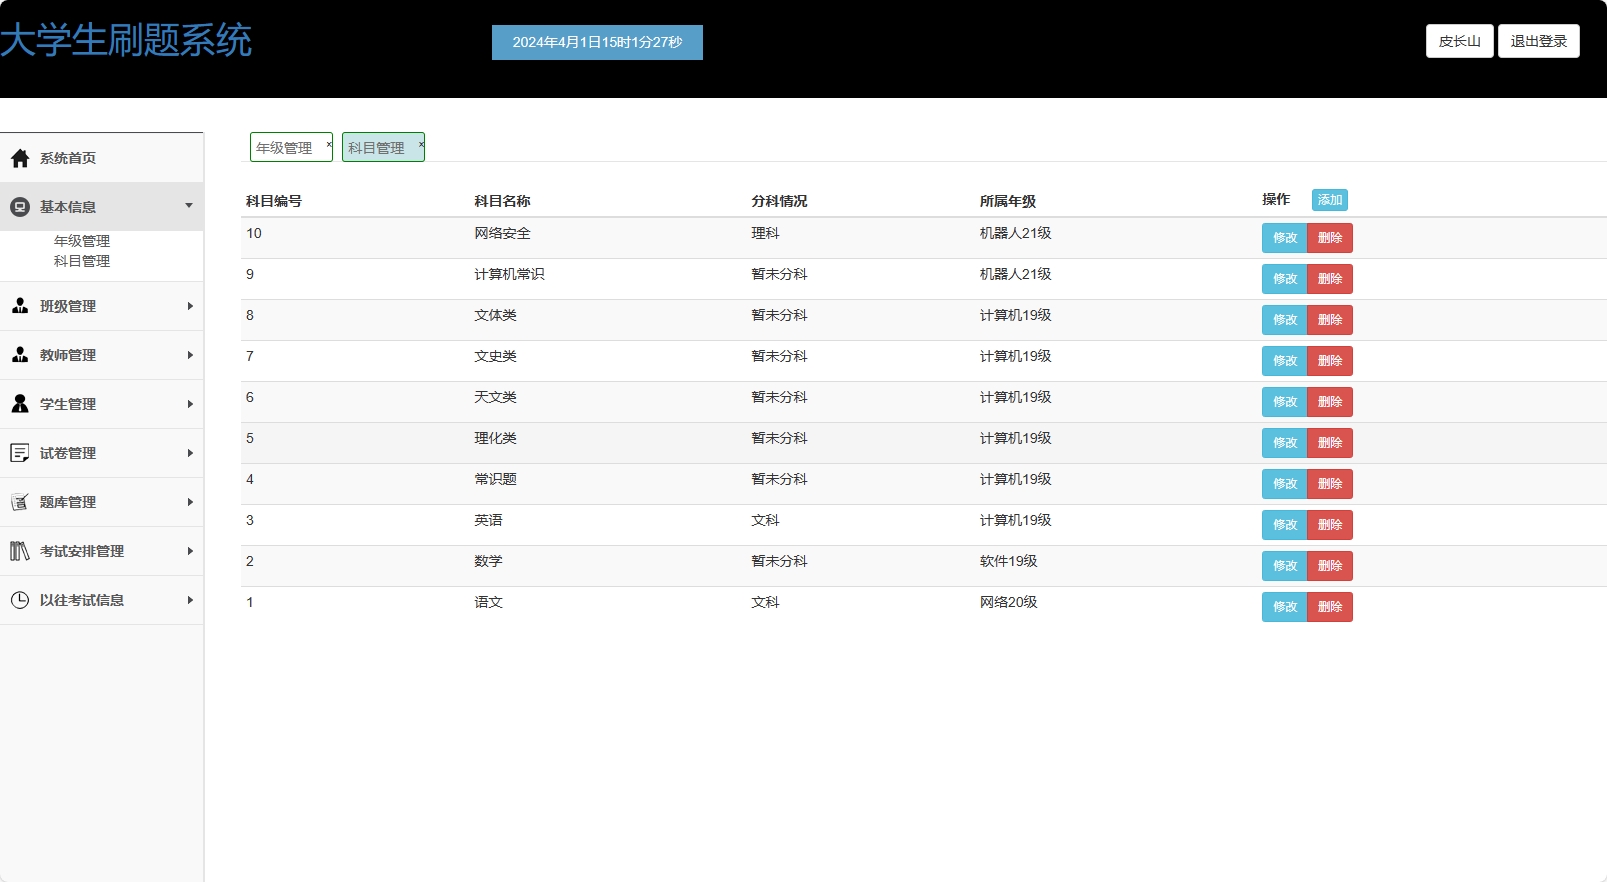 大学生刷题系统
2024年4月1日15时1分27秒
皮长山 退出登录
系统首页
基本信息
年级管理
科目管理
班级管理
教师管理
学生管理
试卷管理
题库管理
考试安排管理
以往考试信息
年级管理 × 科目管理 ×
科目编号 科目名称 分科情况 所属年级 操作 添加
10 网络安全 理科 机器人21级 修改 删除
9 计算机常识 暂未分科 机器人21级 修改 删除
8 文体类 暂未分科 计算机19级 修改 删除
7 文史类 暂未分科 计算机19级 修改 删除
6 天文类 暂未分科 计算机19级 修改 删除
5 理化类 暂未分科 计算机19级 修改 删除
4 常识题 暂未分科 计算机19级 修改 删除
3 英语 文科 计算机19级 修改 删除
2 数学 暂未分科 软件19级 修改 删除
1 语文 文科 网络20级 修改 删除